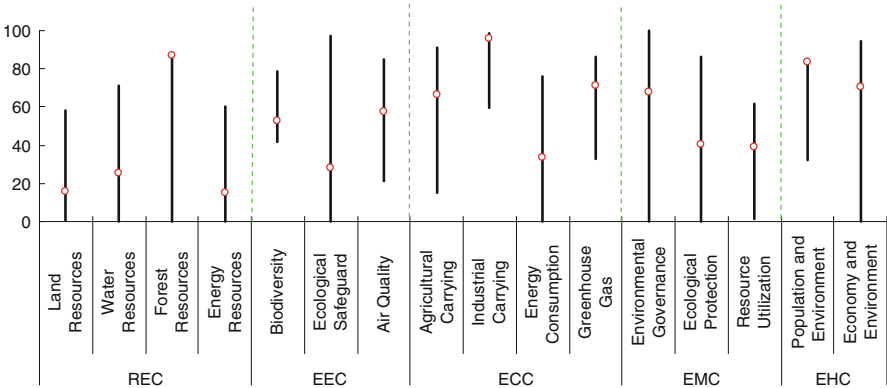 100
80
60
40
20
0
Land
Resources
Water
Resources
Forest
Resources
Energy
Resources
Biodiversity
Ecological
Safeguard
Air Quality
Agricultural
Carrying
Industrial
Carrying
Energy
Consumption
Greenhouse
Gas
Environmental
Governance
Ecological
Protection
Resource
Utilization
Population and
Environment
Economy and
Environment
REC
EEC
ECC
EMC
EHC